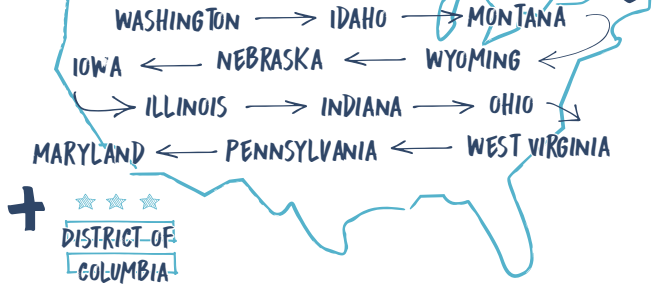 WASHINGTON → IDAHO → MONTANA
IOWA ← NEBRASKA ← WYOMING
ILLINOIS → INDIANA → OHIO
MARYLAND ← PENNSYLVANIA ← WEST VIRGINIA
+
DISTRICT OF
COLUMBIA